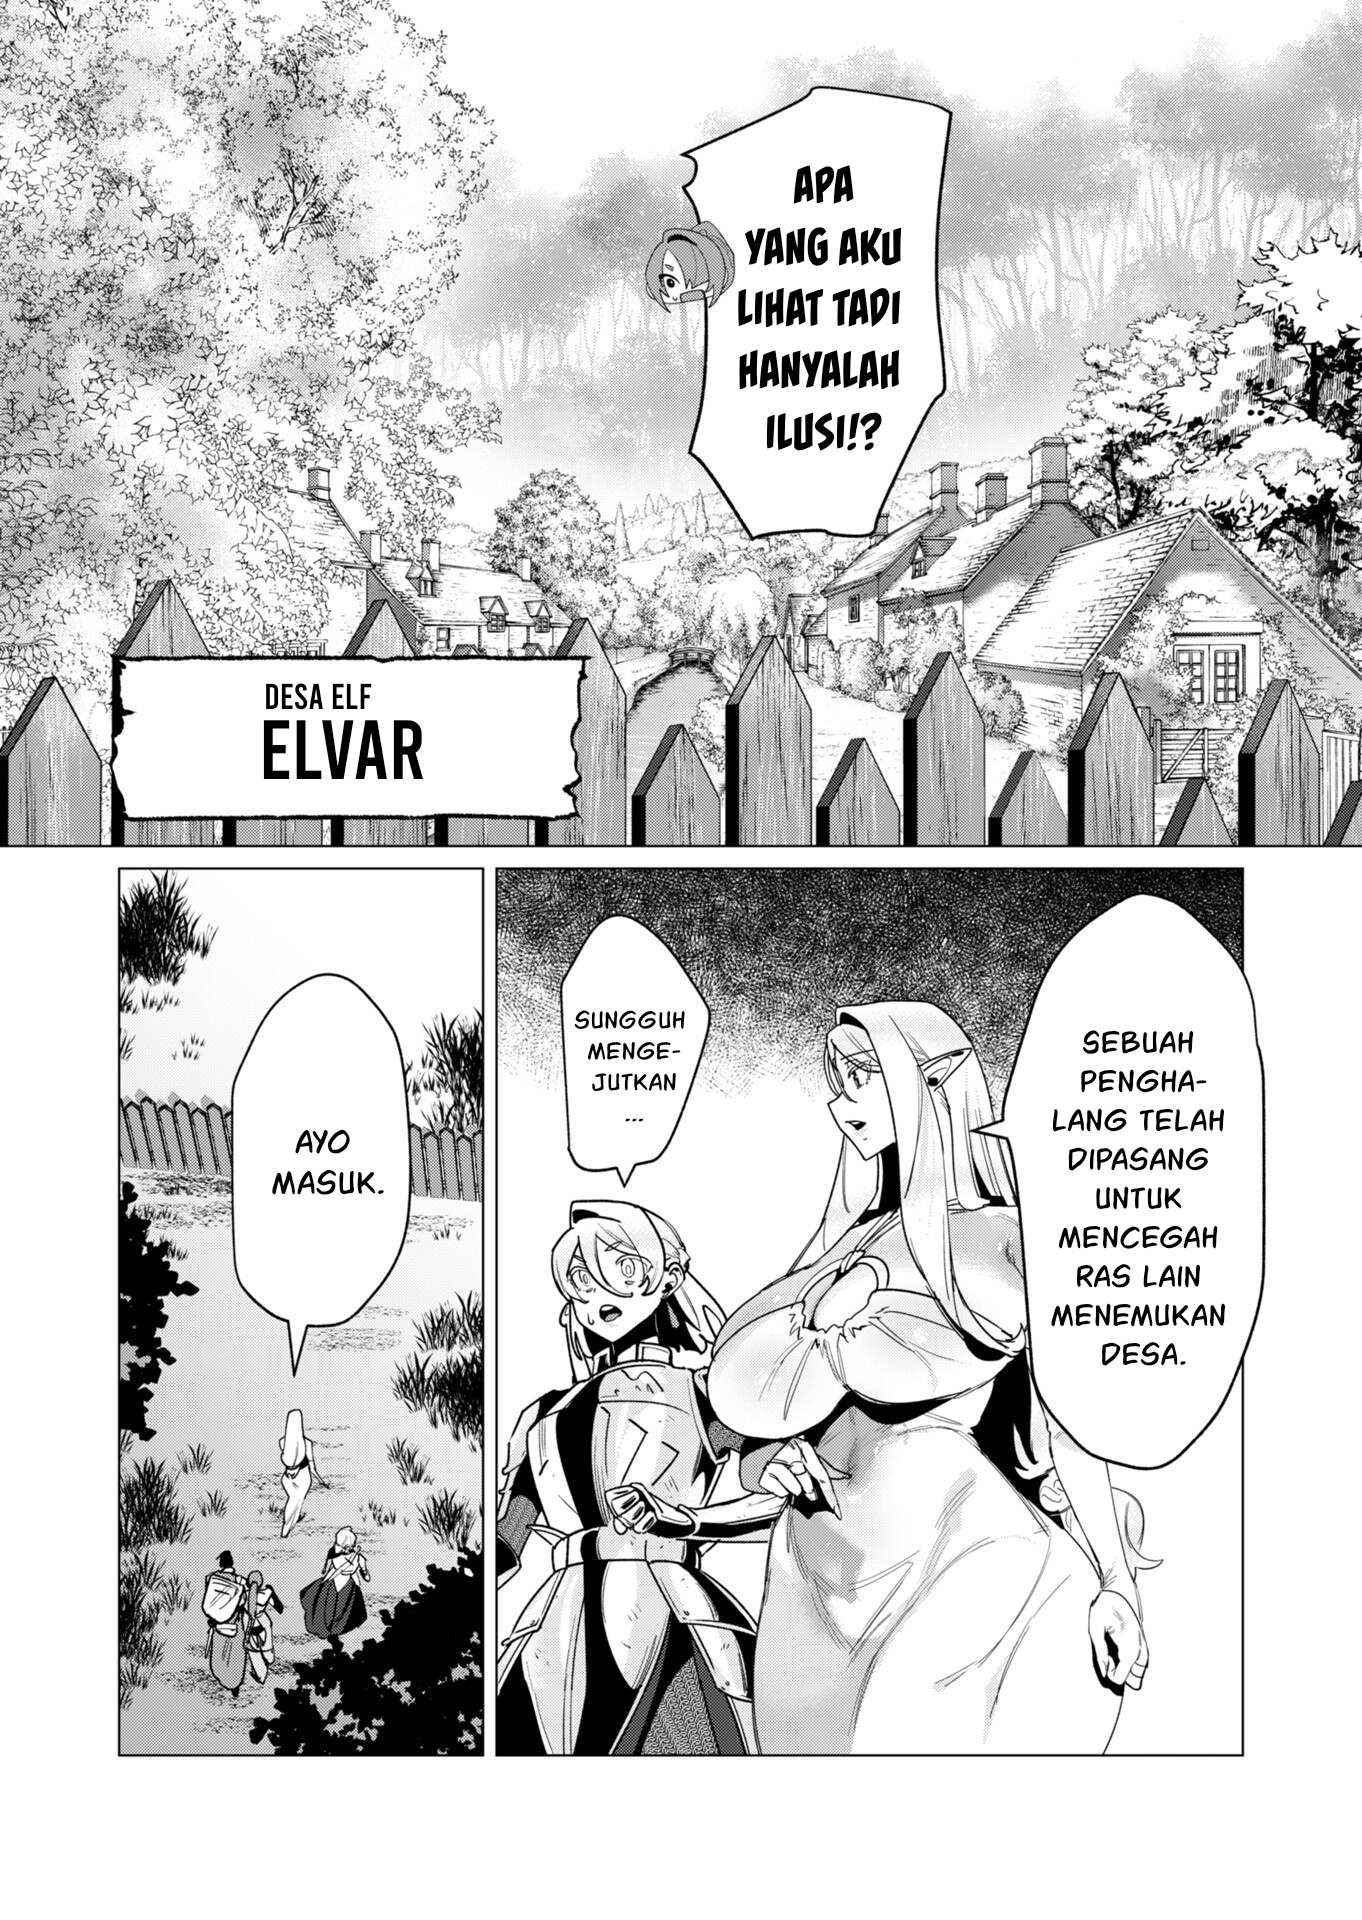 APA
YANG AKU
LIHAT TADI
HANYALAH
ILUSI!?
DESA ELF
ELVAR
SEBUAH
PENGHA-
LANG TELAH
DIPASANG
UNTUK
MENCEGAH
RAS LAIN
MENEMUKAN
DESA.
SUNGGUH
MENGE-
JUTKAN
...
AYO
MASUK.